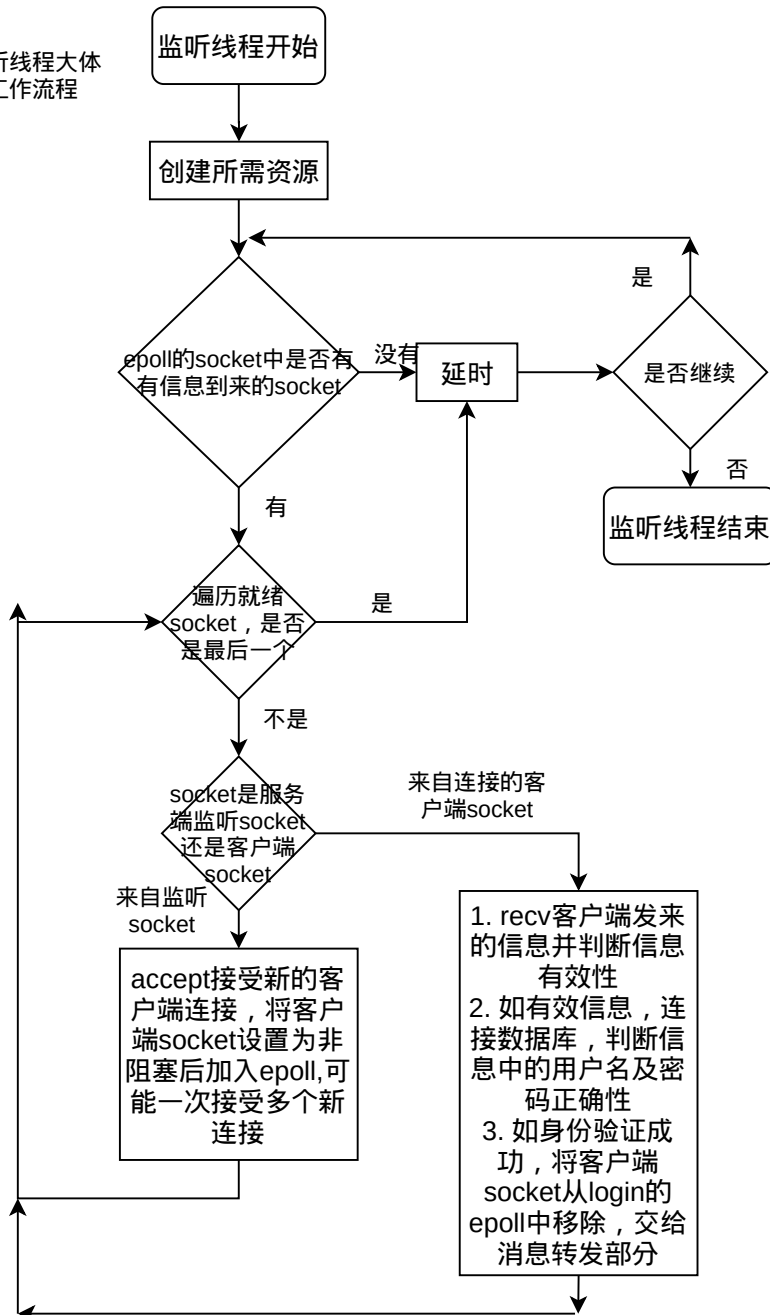 监听线程开始
听线程大体
工作流程
创建所需资源
是
epoll的socket中是否有
有信息到来的socket
没有
延时
是否继续
否
监听线程结束
有
遍历就绪
socket，是否
是最后一个
是
不是
socket是服务
端监听socket
还是客户端
socket
来自连接的客
户端socket
来自监听
socket
accept接受新的客
户端连接，将客户
端socket设置为非
阻塞后加入epoll,可
能一次接受多个新
连接
1. recv客户端发来
的信息并判断信息
有效性
2. 如有效信息，连
接数据库，判断信
息中的用户名及密
码正确性
3. 如身份验证成
功，将客户端
socket从login的
epoll中移除，交给
消息转发部分